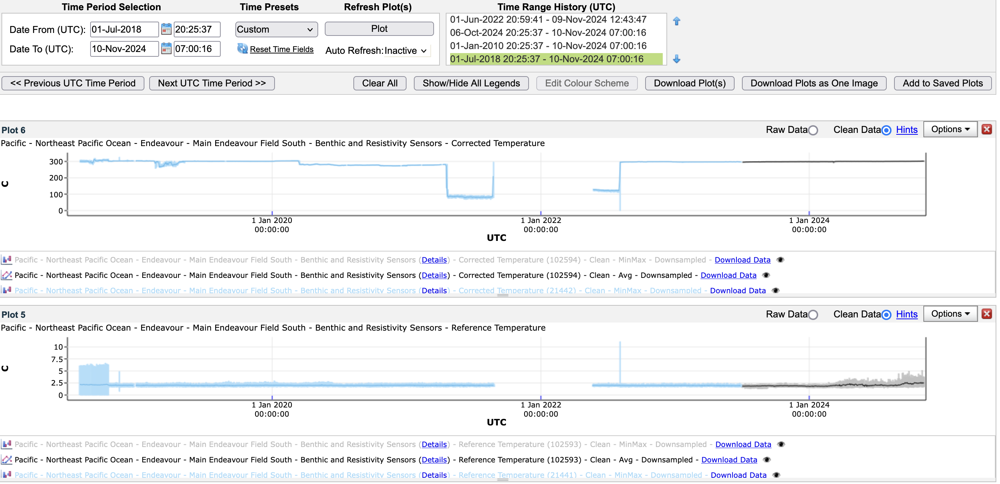 Time Period Selection Time Presets Refresh Plot(s) Time Range History (UTC)
Date From (UTC): 01-Jul-2018 20:25:37 Custom Plot
Date To (UTC): 10-Nov-2024 07:00:16 Reset Time Fields Auto Refresh: Inactive
01-Jun-2022 20:59:41 - 09-Nov-2024 12:43:47
06-Oct-2024 20:25:37 - 10-Nov-2024 07:00:16
01-Jan-2010 20:25:37 - 10-Nov-2024 07:00:16
01-Jul-2018 20:25:37 - 10-Nov-2024 07:00:16
<< Previous UTC Time Period Next UTC Time Period >> Clear All Show/Hide All Legends Edit Colour Scheme Download Plot(s) Download Plots as One Image Add to Saved Plots
Plot 6 Raw Data Clean Data Hints Options
Pacific - Northeast Pacific Ocean - Endeavour - Main Endeavour Field South - Benthic and Resistivity Sensors - Corrected Temperature
300
200
C
100
0
1 Jan 2020 1 Jan 2022 1 Jan 2024
00:00:00 00:00:00 00:00:00
UTC
Pacific - Northeast Pacific Ocean - Endeavour - Main Endeavour Field South - Benthic and Resistivity Sensors (Details) - Corrected Temperature (102594) - Clean - MinMax - Downsampled - Download Data
Pacific - Northeast Pacific Ocean - Endeavour - Main Endeavour Field South - Benthic and Resistivity Sensors (Details) - Corrected Temperature (102594) - Clean - Avg - Downsampled - Download Data
Pacific - Northeast Pacific Ocean - Endeavour - Main Endeavour Field South - Benthic and Resistivity Sensors (Details) - Corrected Temperature (21442) - Clean - MinMax - Downsampled - Download Data
Plot 5 Raw Data Clean Data Hints Options
Pacific - Northeast Pacific Ocean - Endeavour - Main Endeavour Field South - Benthic and Resistivity Sensors - Reference Temperature
10
7.5
C
5
2.5
0
1 Jan 2020 1 Jan 2022 1 Jan 2024
00:00:00 00:00:00 00:00:00
UTC
Pacific - Northeast Pacific Ocean - Endeavour - Main Endeavour Field South - Benthic and Resistivity Sensors (Details) - Reference Temperature (102593) - Clean - MinMax - Downsampled - Download Data
Pacific - Northeast Pacific Ocean - Endeavour - Main Endeavour Field South - Benthic and Resistivity Sensors (Details) - Reference Temperature (102593) - Clean - Avg - Downsampled - Download Data
Pacific - Northeast Pacific Ocean - Endeavour - Main Endeavour Field South - Benthic and Resistivity Sensors (Details) - Reference Temperature (21441) - Clean - MinMax - Downsampled - Download Data